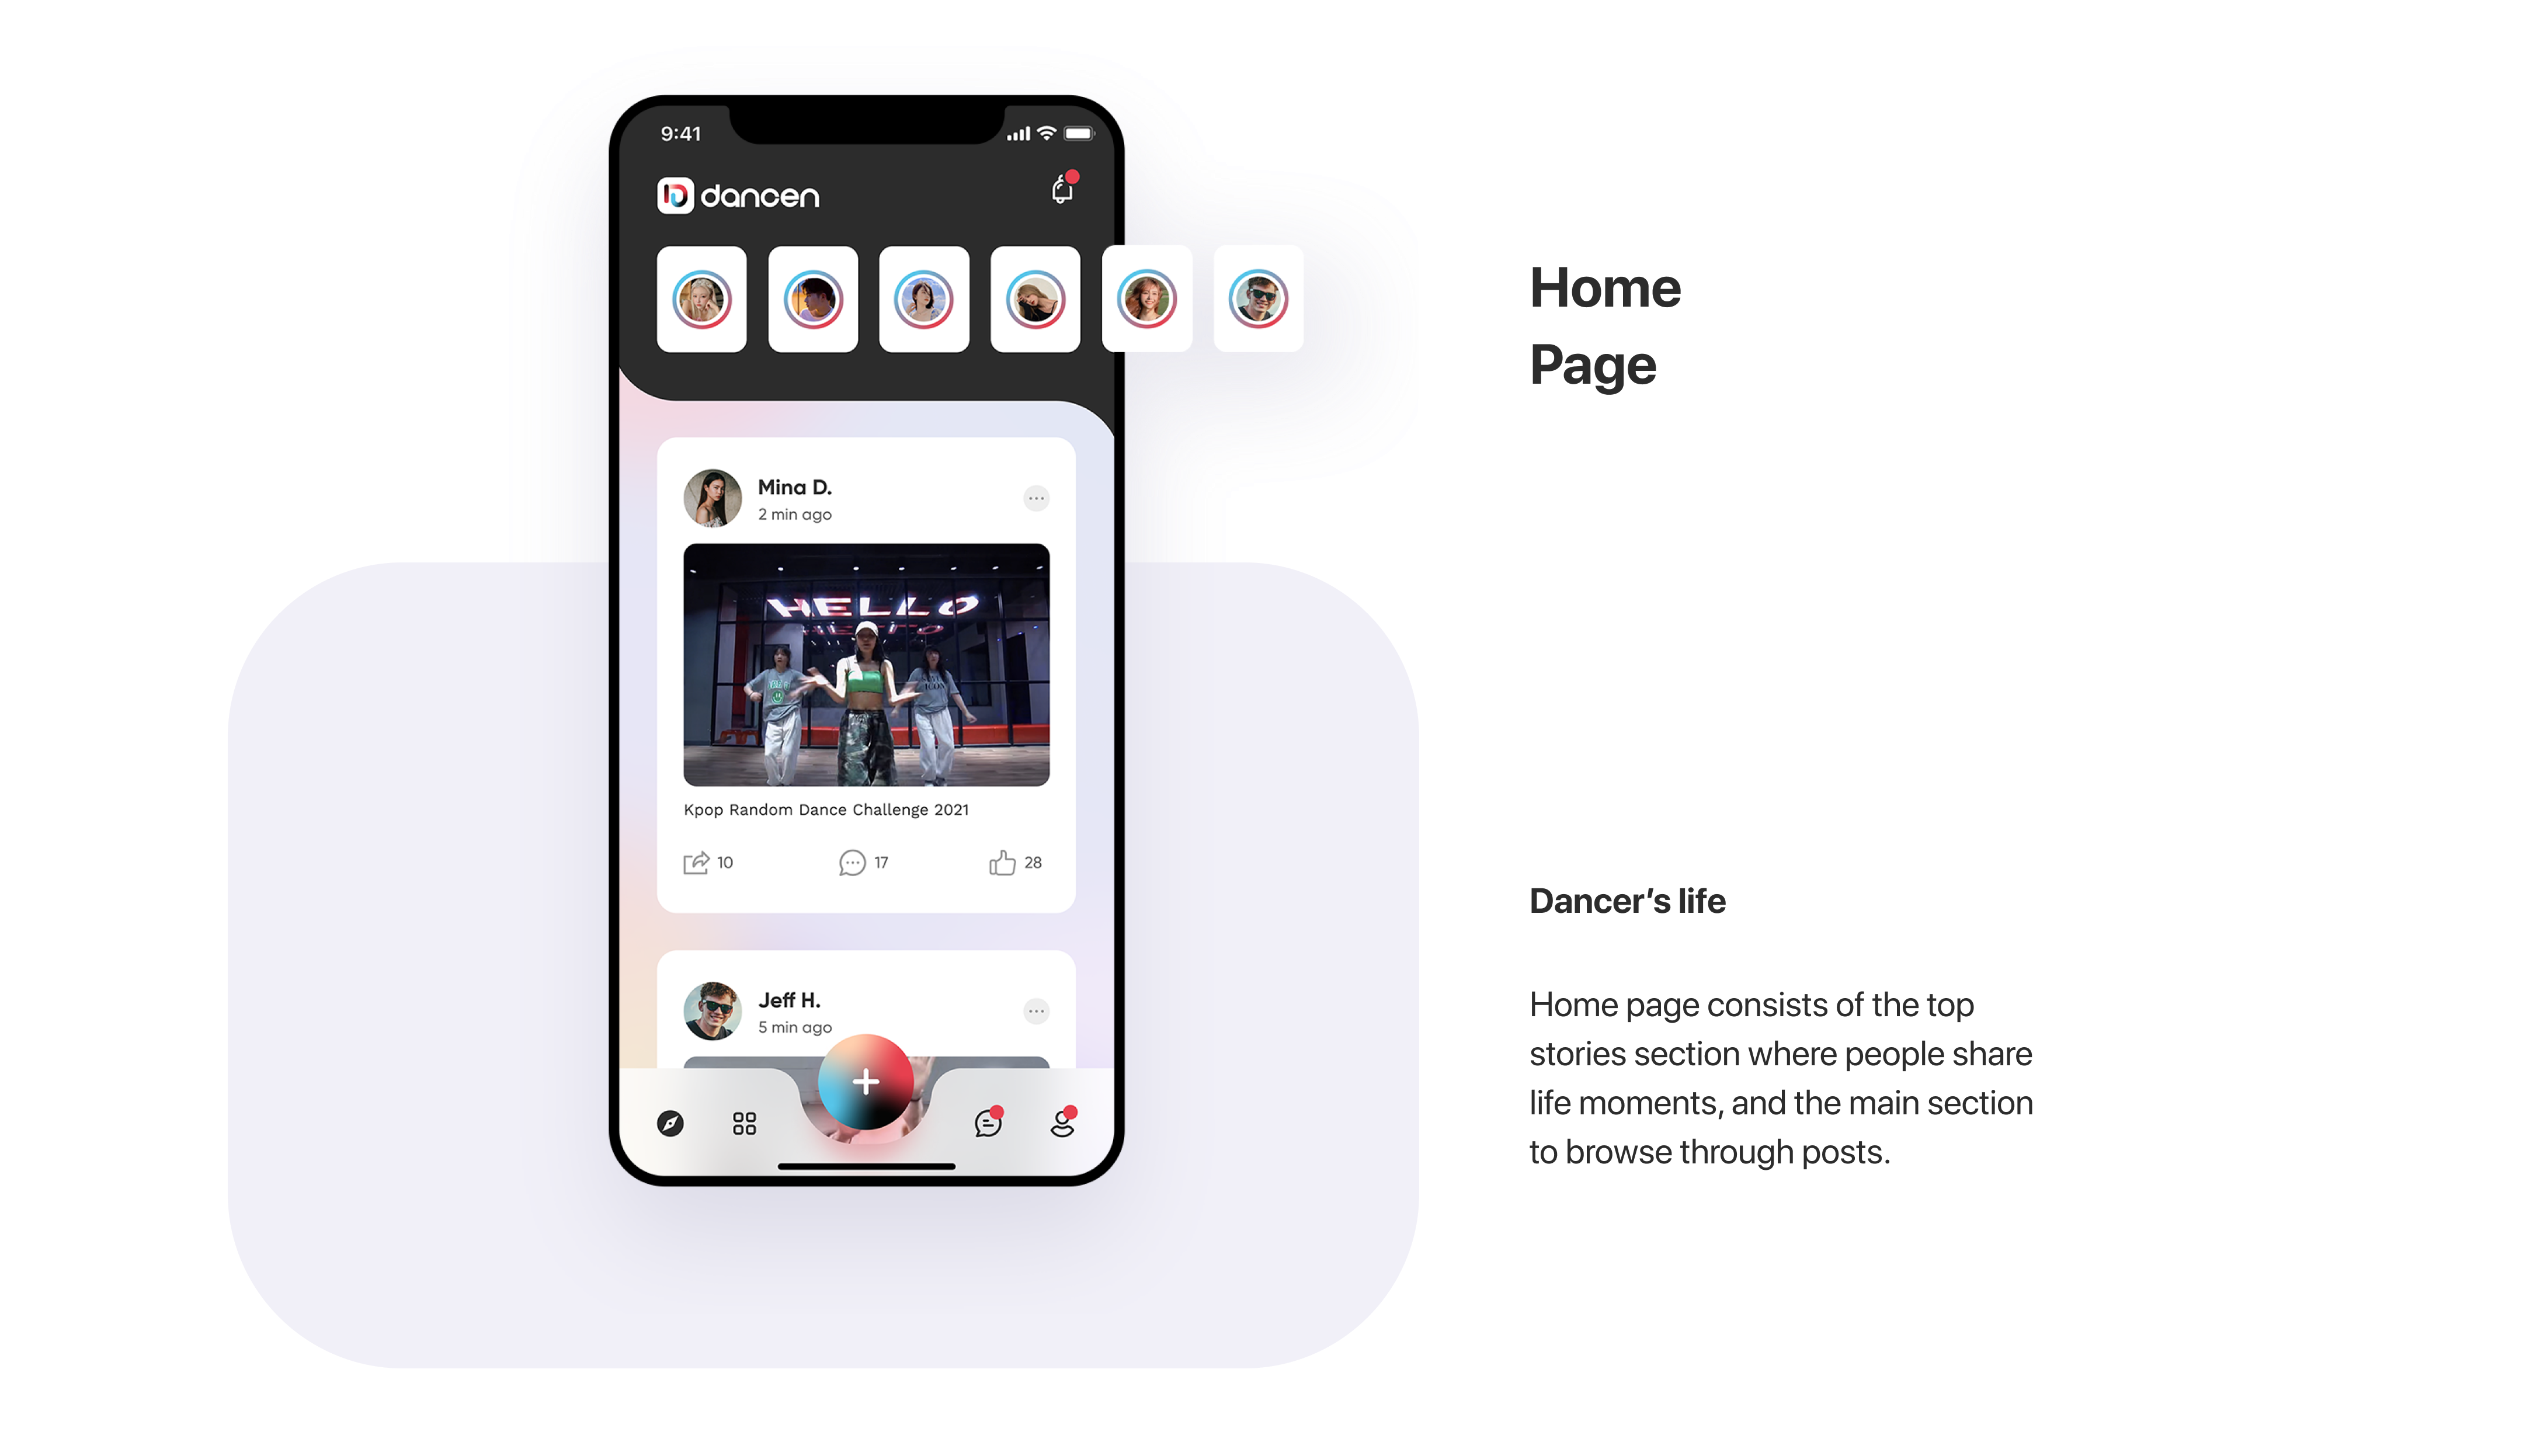 9:41
dancen
Home
Page
Mina D.
2 min ago
HELLO
Kpop Random Dance Challenge 2021
10
17
28
Jeff H.
5 min ago
Dancer’s life
Home page consists of the top
stories section where people share
life moments, and the main section
to browse through posts.